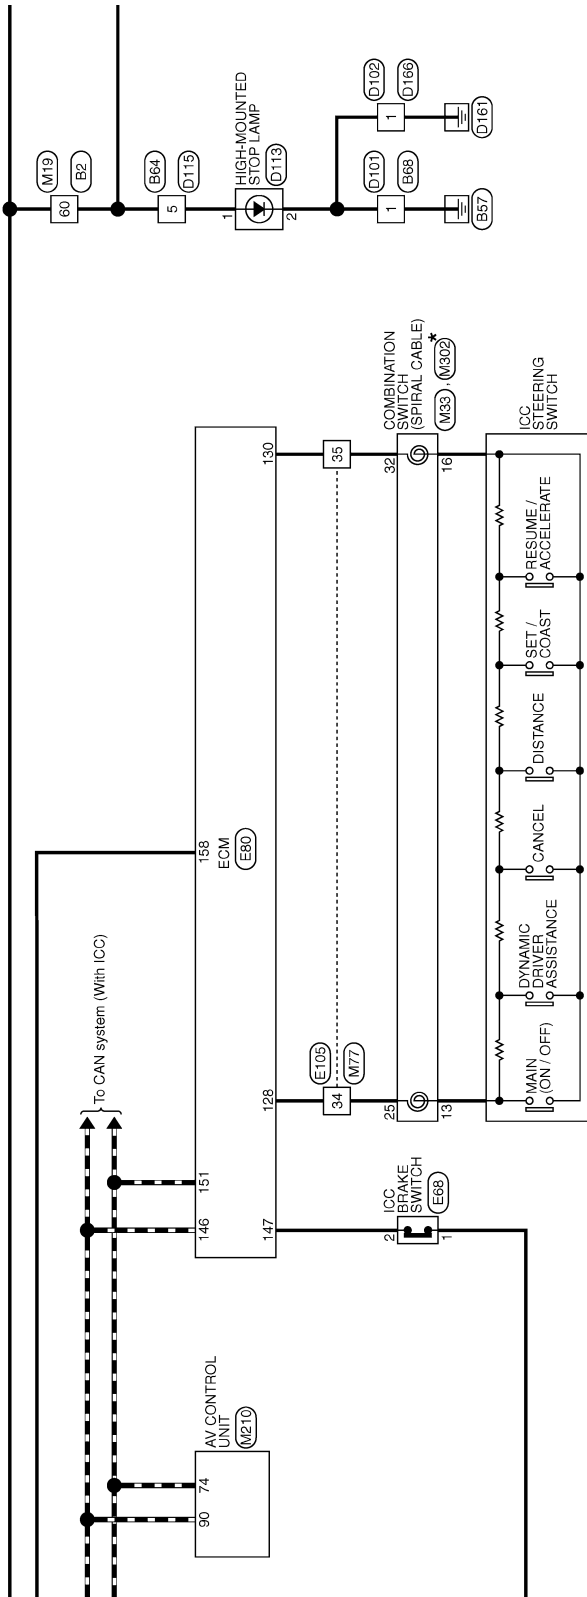 M19
B2
60
B64
D115
5
HIGH-MOUNTED
STOP LAMP
D113
1
2
D102
D166
1
D161
D101
B68
1
B57
130
35
COMBINATION
SWITCH
(SPIRAL CABLE)
M33 , M302 *
32
16
ICC
STEERING
SWITCH
RESUME /
ACCELERATE
SET /
COAST
DISTANCE
CANCEL
DYNAMIC
DRIVER
ASSISTANCE
MAIN
(ON / OFF)
158
ECM
E80
To CAN system (With ICC)
E105
M77
128
34
25
13
151
146
147
ICC
BRAKE
SWITCH
E68
2
1
AV CONTROL
UNIT
M210
74
90